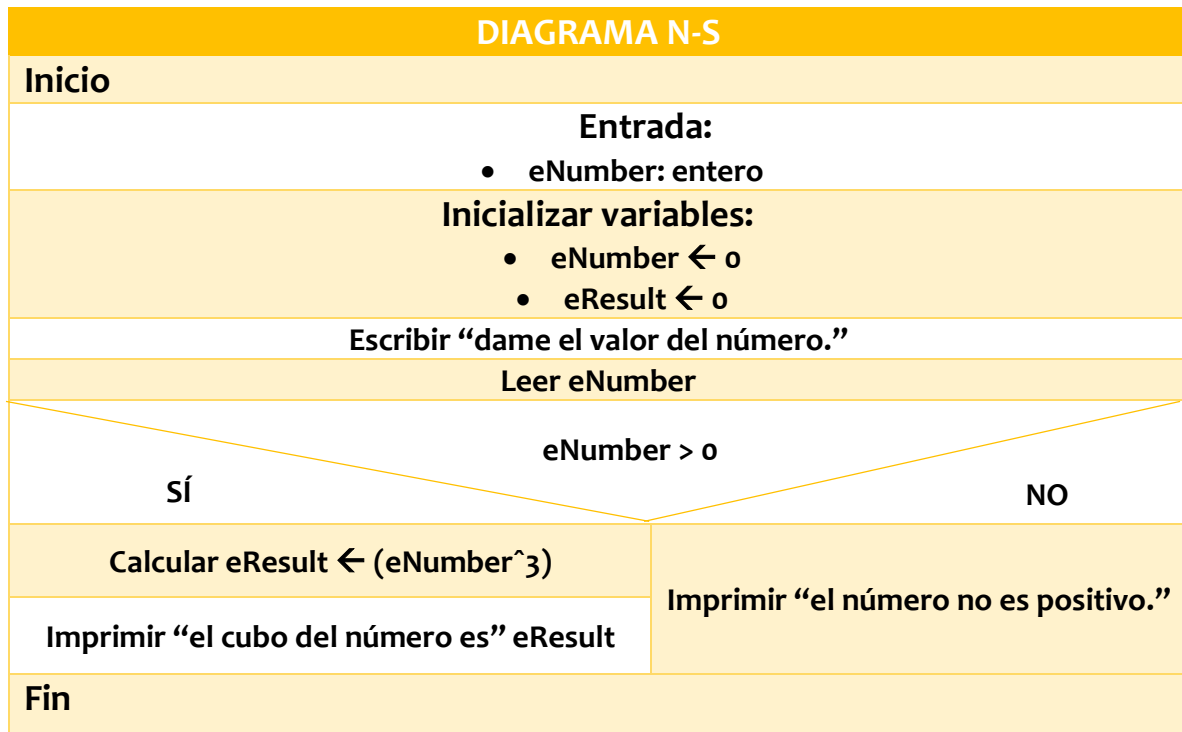 DIAGRAMA N-S
Inicio
Entrada:
• eNumber: entero
Inicializar variables:
• eNumber ← 0
• eResult ← 0
Escribir “dame el valor del número.”
Leer eNumber
eNumber > 0
SÍ
NO
Calcular eResult ← (eNumber^3)
Imprimir “el cubo del número es” eResult
Imprimir “el número no es positivo.”
Fin